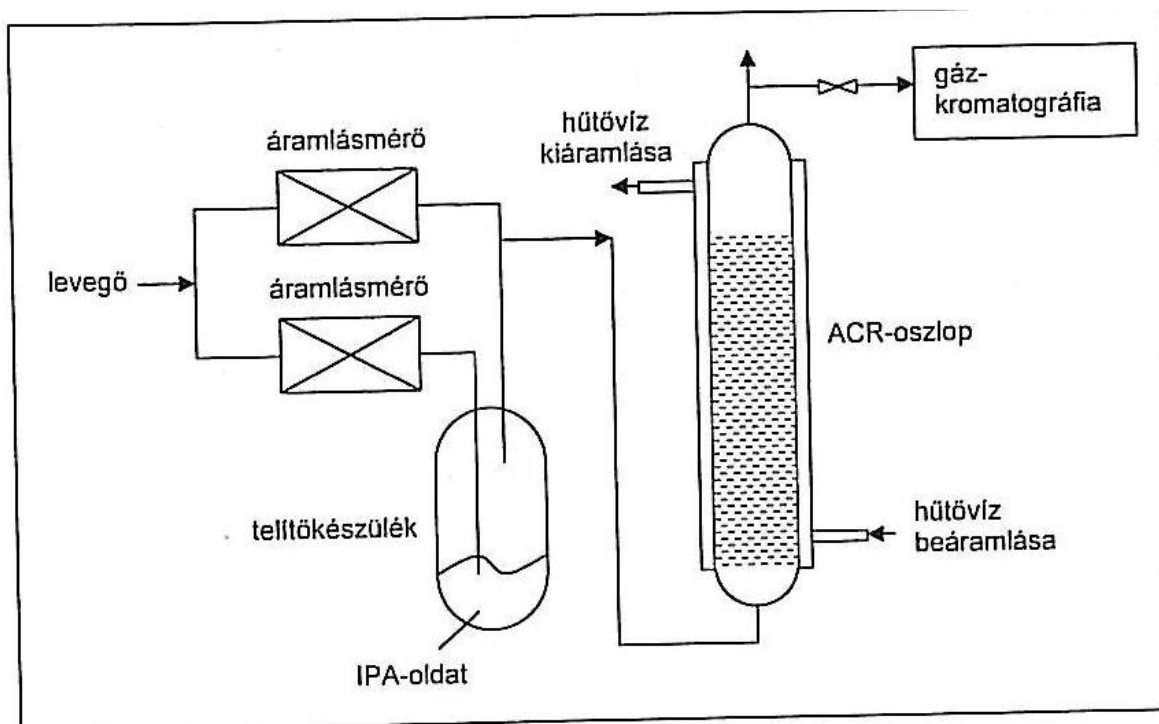 gáz-
kromatográfia
hűtővíz
kiáramlása
áramlásmérő
levegő
áramlásmérő
ACR-oszlop
telítőkészülék
hűtővíz
beáramlása
IPA-oldat